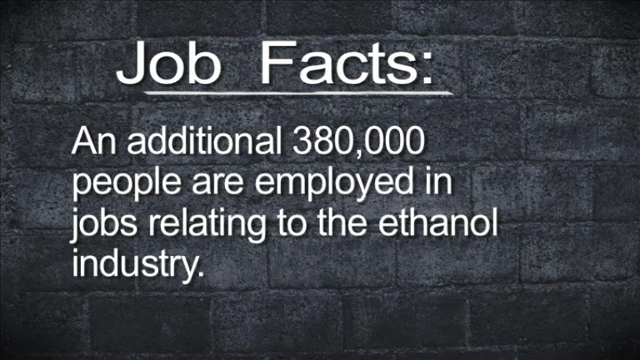 Job Facts:
An additional 380,000
people are employed in
jobs relating to the ethanol
industry.